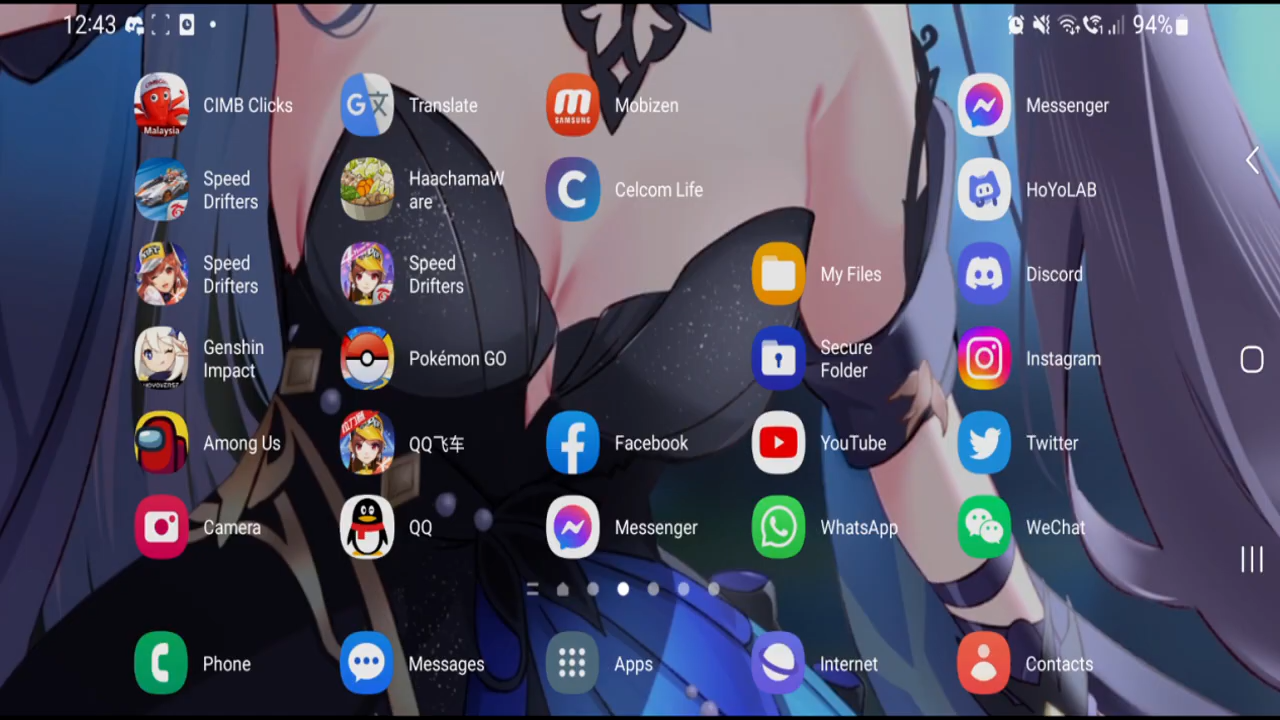 12:43
94%
CIMB Clicks
Translate
Mobizen
Messenger
Malaysia
SAMSUNG
Speed
Drifters
HaachamaW
are
Celcom Life
HoYoLAB
Speed
Drifters
Speed
Drifters
My Files
Discord
Genshin
Impact
Pokémon GO
Secure
Folder
Instagram
HOYOVERSE
Among Us
QQ飞车
Facebook
YouTube
Twitter
Camera
QQ
Messenger
WhatsApp
WeChat
Phone
Messages
Apps
Internet
Contacts